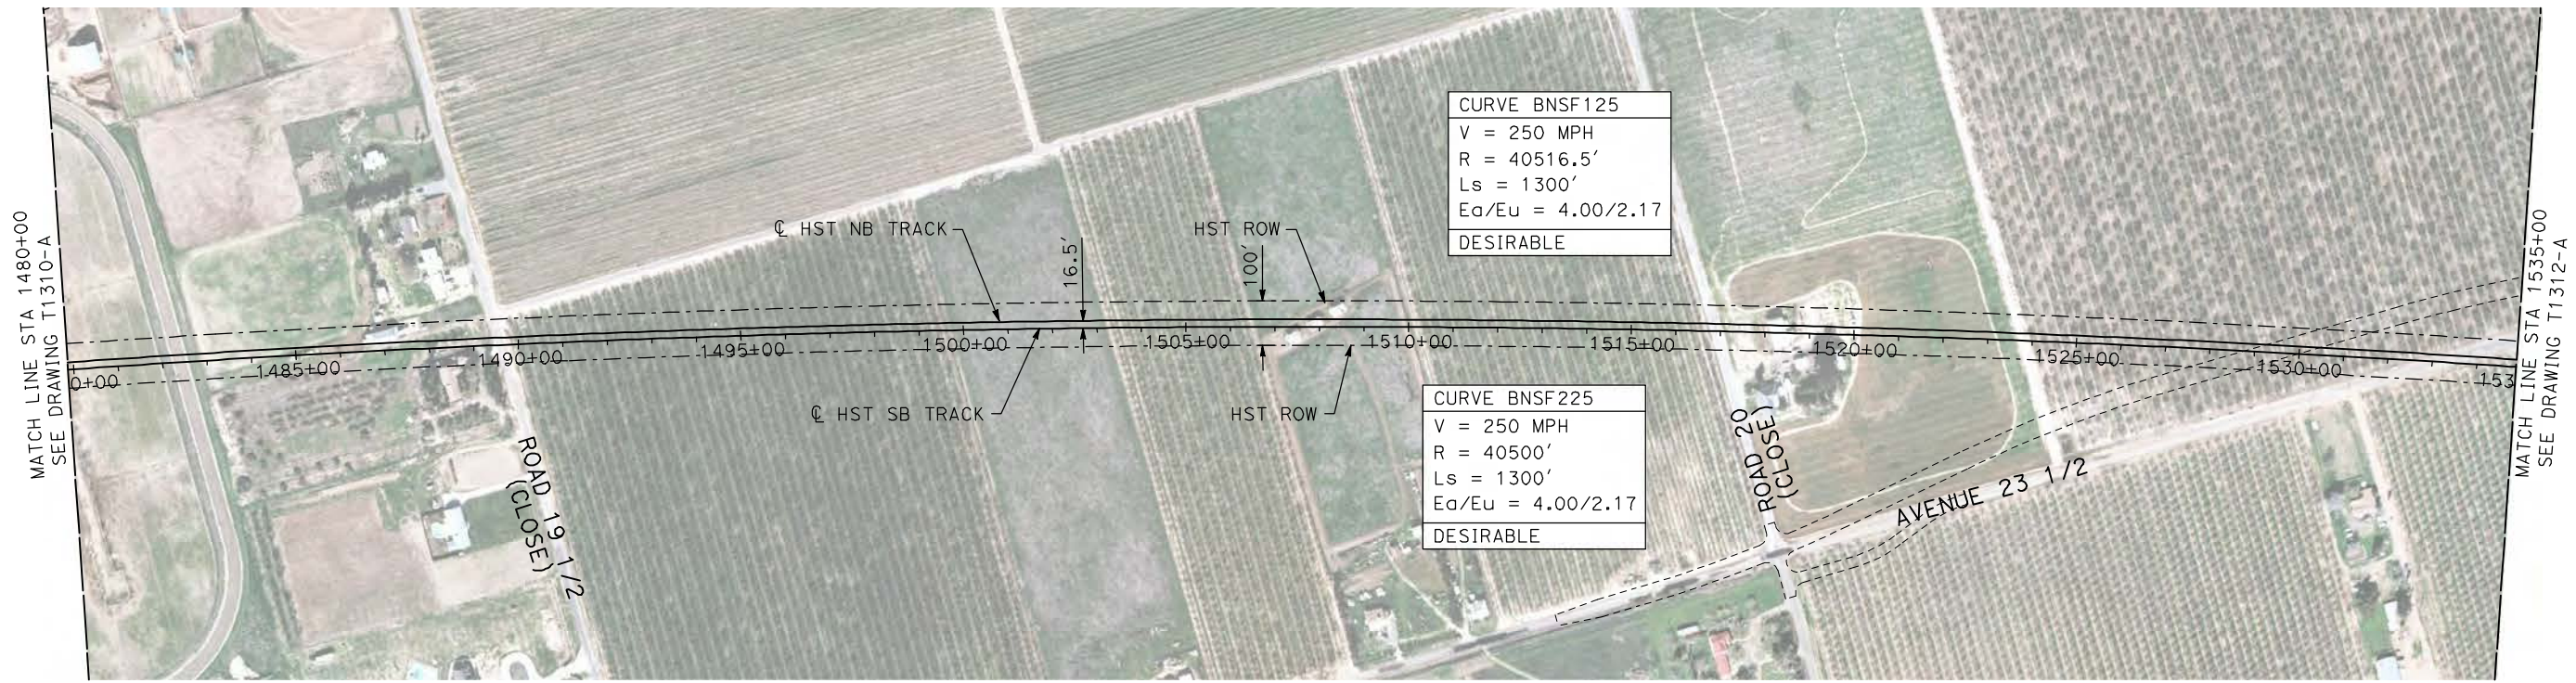 MATCH LINE STA 1480+00
SEE DRAWING T1310-A
CURVE BNSF125
V = 250 MPH
R = 40516.5′
Ls = 1300′
Ea/Eu = 4.00/2.17
DESIRABLE
℄ HST NB TRACK
16.5′
100′
HST ROW
0+00
1485+00
1490+00
1495+00
1500+00
1505+00
1510+00
1515+00
1520+00
1525+00
1530+00
153
℄ HST SB TRACK
HST ROW
CURVE BNSF225
V = 250 MPH
R = 40500′
Ls = 1300′
Ea/Eu = 4.00/2.17
DESIRABLE
ROAD 19 1/2
(CLOSE)
ROAD 20
(CLOSE)
AVENUE 23 1/2
MATCH LINE STA 1535+00
SEE DRAWING T1312-A